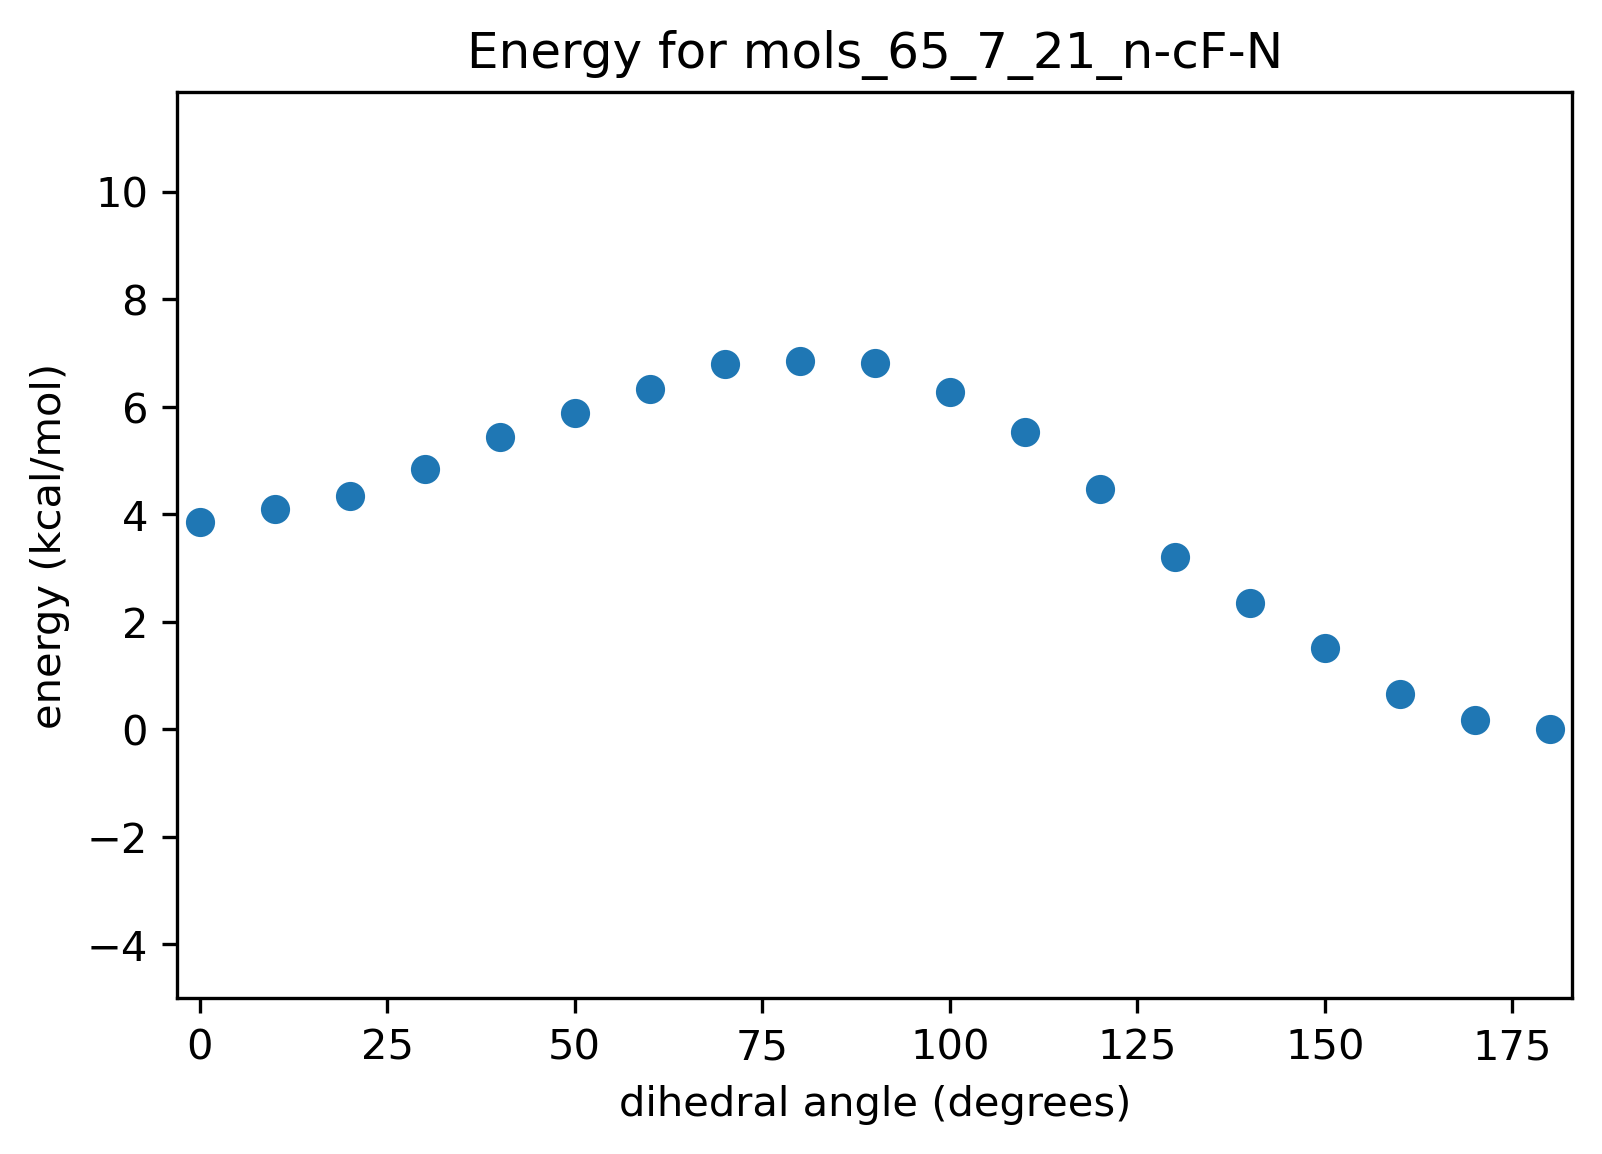 Energy for mols_65_7_21_n-cF-N
10
8
6
4
2
0
−2
−4
energy (kcal/mol)
0 25 50 75 100 125 150 175
dihedral angle (degrees)